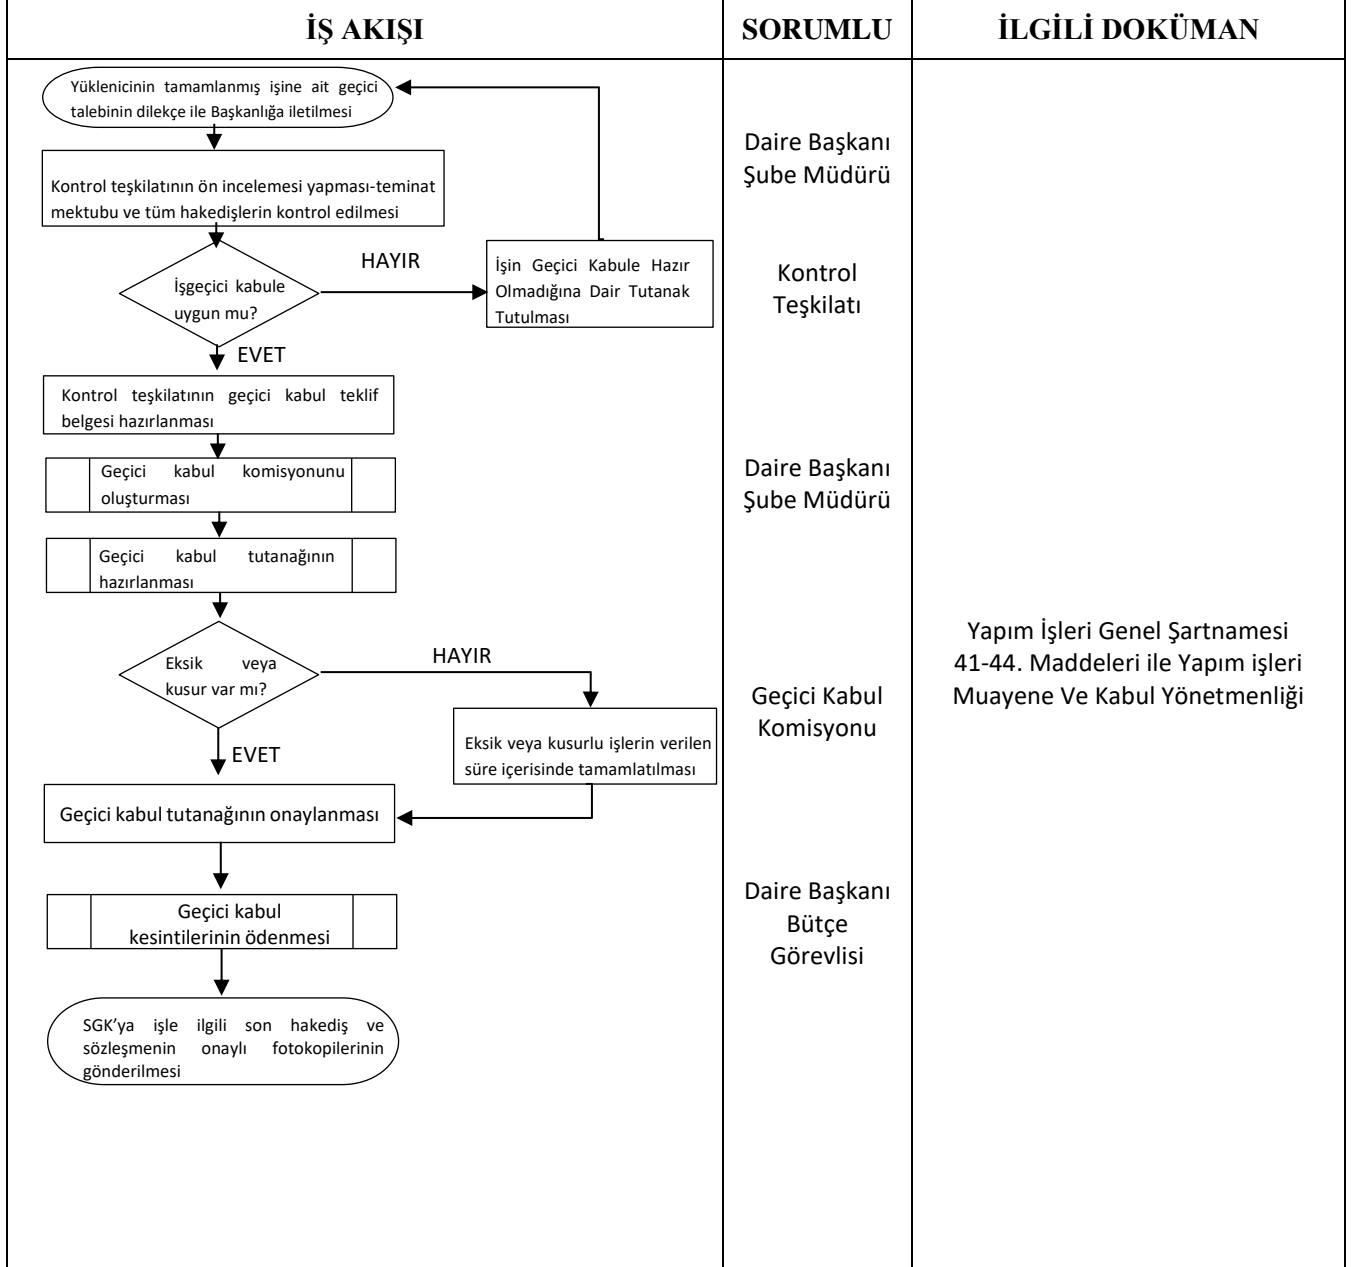 İŞ AKIŞI
SORUMLU
İLGİLİ DOKÜMAN
Yüklenicinin tamamlanmış işine ait geçici
talebinin dilekçe ile Başkanlığa iletilmesi
Kontrol teşkilatının ön incelemesi yapması-teminat
mektubu ve tüm hakedişlerin kontrol edilmesi
İşgeçici kabule
uygun mu?
HAYIR
İşin Geçici Kabule Hazır
Olmadığına Dair Tutanak
Tutulması
EVET
Kontrol teşkilatının geçici kabul teklif
belgesi hazırlanması
Geçici kabul komisyonunu
oluşturması
Geçici kabul tutanağının
hazırlanması
Eksik veya
kusur var mı?
HAYIR
Eksik veya kusurlu işlerin verilen
süre içerisinde tamamlatılması
EVET
Geçici kabul tutanağının onaylanması
Geçici kabul
kesintilerinin ödenmesi
SGK’ya işle ilgili son hakediş ve
sözleşmenin onaylı fotokopilerinin
gönderilmesi
Daire Başkanı
Şube Müdürü
Kontrol
Teşkilatı
Daire Başkanı
Şube Müdürü
Geçici Kabul
Komisyonu
Daire Başkanı
Bütçe
Görevlisi
Yapım İşleri Genel Şartnamesi
41-44. Maddeleri ile Yapım işleri
Muayene Ve Kabul Yönetmenliği